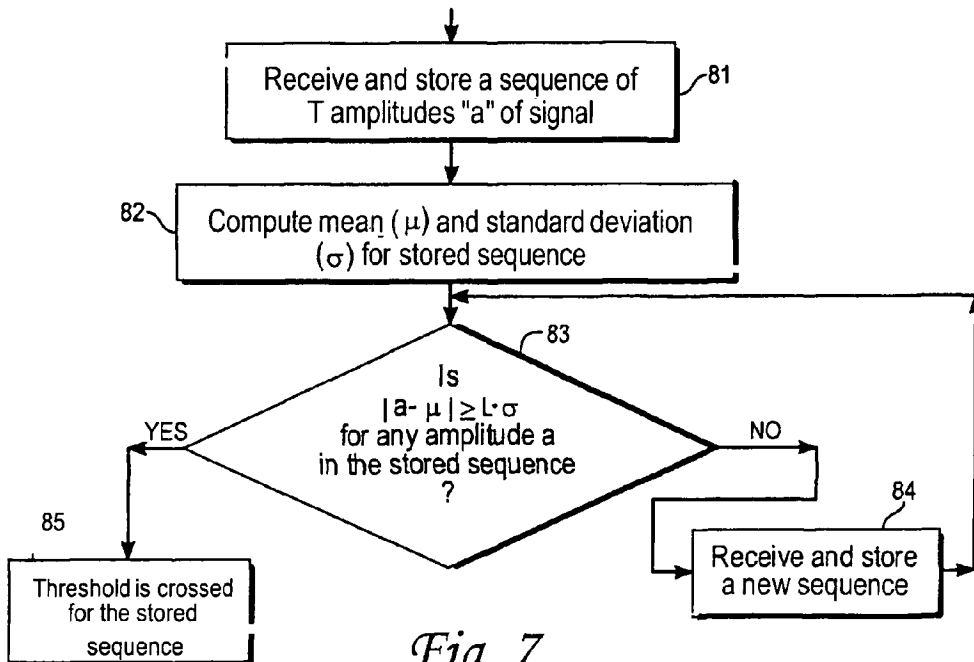 Receive and store a sequence of
T amplitudes "a" of signal
81
82
Compute mean (μ) and standard deviation
(σ) for stored sequence
83
Is
|a- μ| ≥ L·σ
for any amplitude a
in the stored sequence
?
YES
NO
85
Threshold is crossed
for the stored
sequence
84
Receive and store
a new sequence
Fig. 7